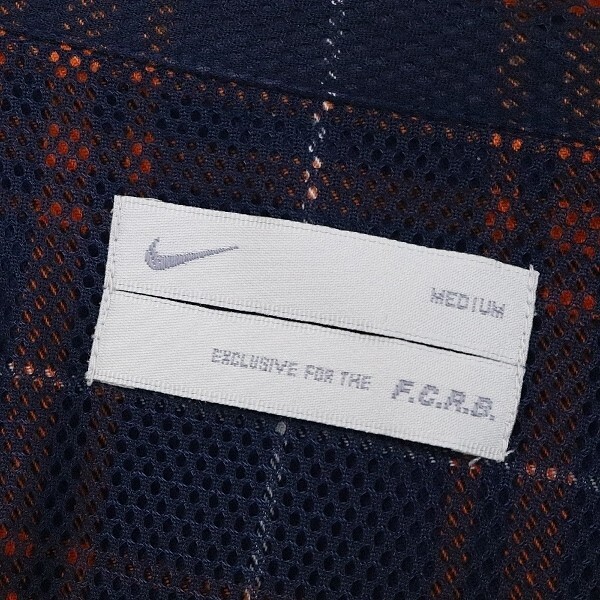 MEDIUM
EXCLUSIVE FOR THE F.C.R.B.